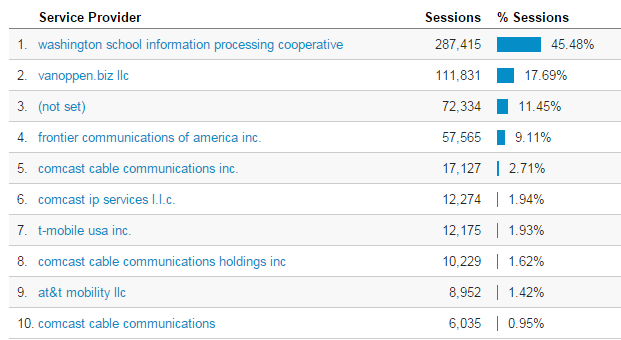 Service Provider Sessions % Sessions
1. washington school information processing cooperative 287,415 45.48%
2. vanoppen.biz llc 111,831 17.69%
3. (not set) 72,334 11.45%
4. frontier communications of america inc. 57,565 9.11%
5. comcast cable communications inc. 17,127 2.71%
6. comcast ip services l.l.c. 12,274 1.94%
7. t-mobile usa inc. 12,175 1.93%
8. comcast cable communications holdings inc 10,229 1.62%
9. at&t mobility llc 8,952 1.42%
10. comcast cable communications 6,035 0.95%